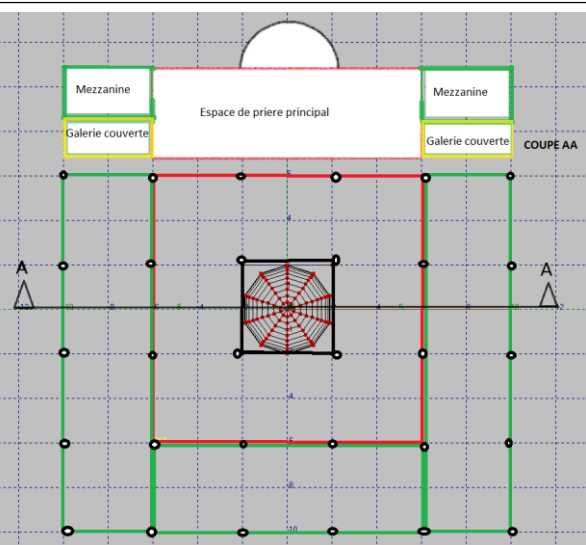 Mezzanine
Mezzanine
Espace de priere principal
Galerie couverte
Galerie couverte
COUPE AA
A
A